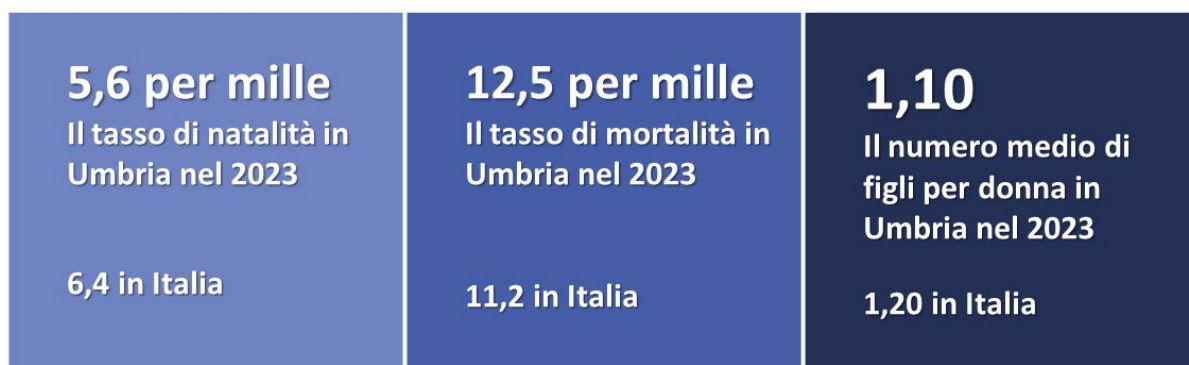 5,6 per mille
Il tasso di natalità in
Umbria nel 2023
6,4 in Italia
12,5 per mille
Il tasso di mortalità in
Umbria nel 2023
11,2 in Italia
1,10
Il numero medio di
figli per donna in
Umbria nel 2023
1,20 in Italia